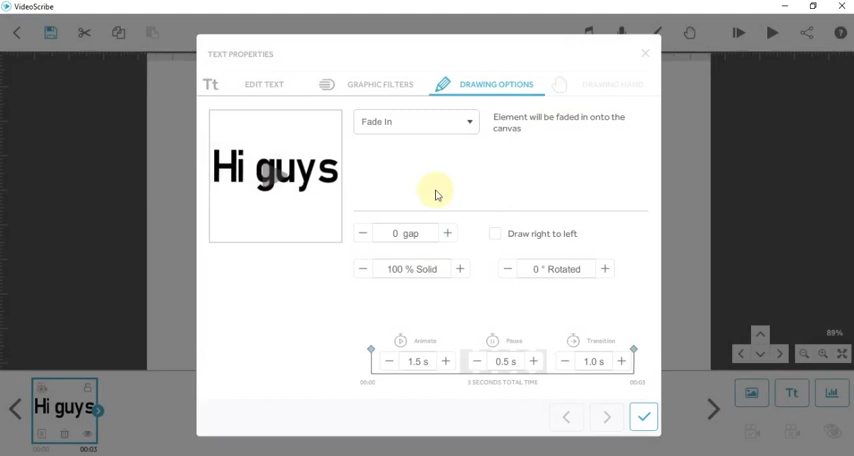 VideoScribe
TEXT PROPERTIES
Tt EDIT TEXT GRAPHIC FILTERS DRAWING OPTIONS DRAWING HAND
Fade In
Element will be faded in onto the
canvas
Hi guys
0 gap
Draw right to left
100 % Solid
0 ° Rotated
Animate Pause Transition
1.5 s 0.5 s 1.0 s
00:00 3 SECONDS TOTAL TIME 00:03
89%
Hi guys
00:00 00:03
Tt